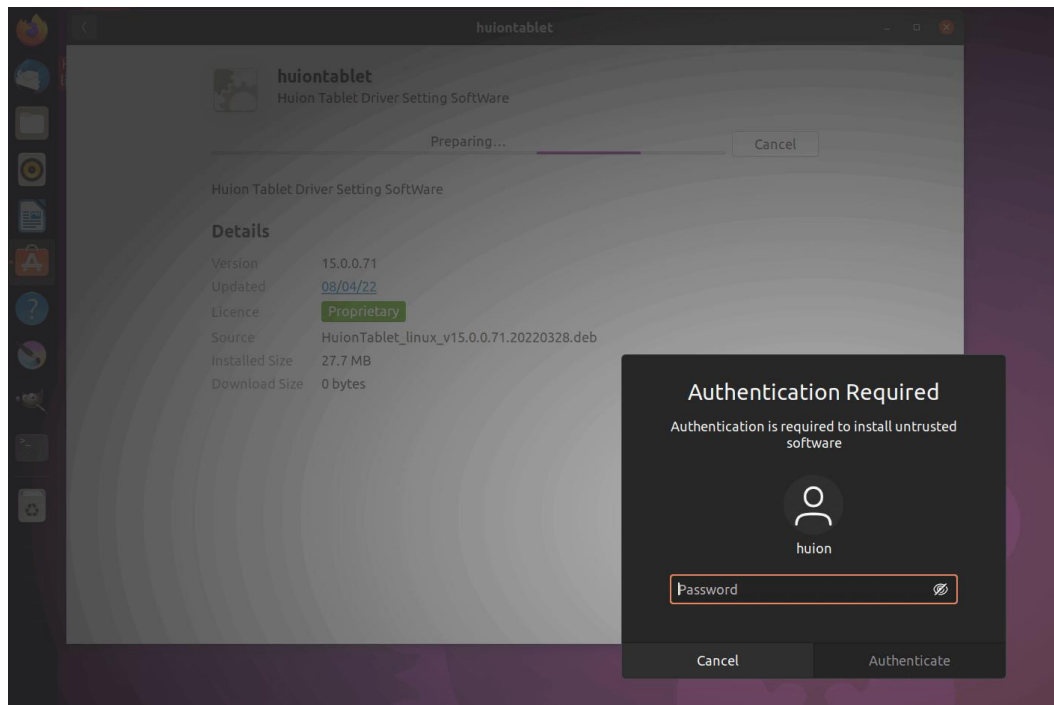 huiontablet
huiontablet
Huion Tablet Driver Setting SoftWare
Preparing...
Cancel
Huion Tablet Driver Setting SoftWare
Details
Version 15.0.0.71
Updated 08/04/22
Licence Proprietary
Source HuionTablet_linux_v15.0.0.71.20220328.deb
Installed Size 27.7 MB
Download Size 0 bytes
Authentication Required
Authentication is required to install untrusted
software
huion
Password
Cancel Authenticate